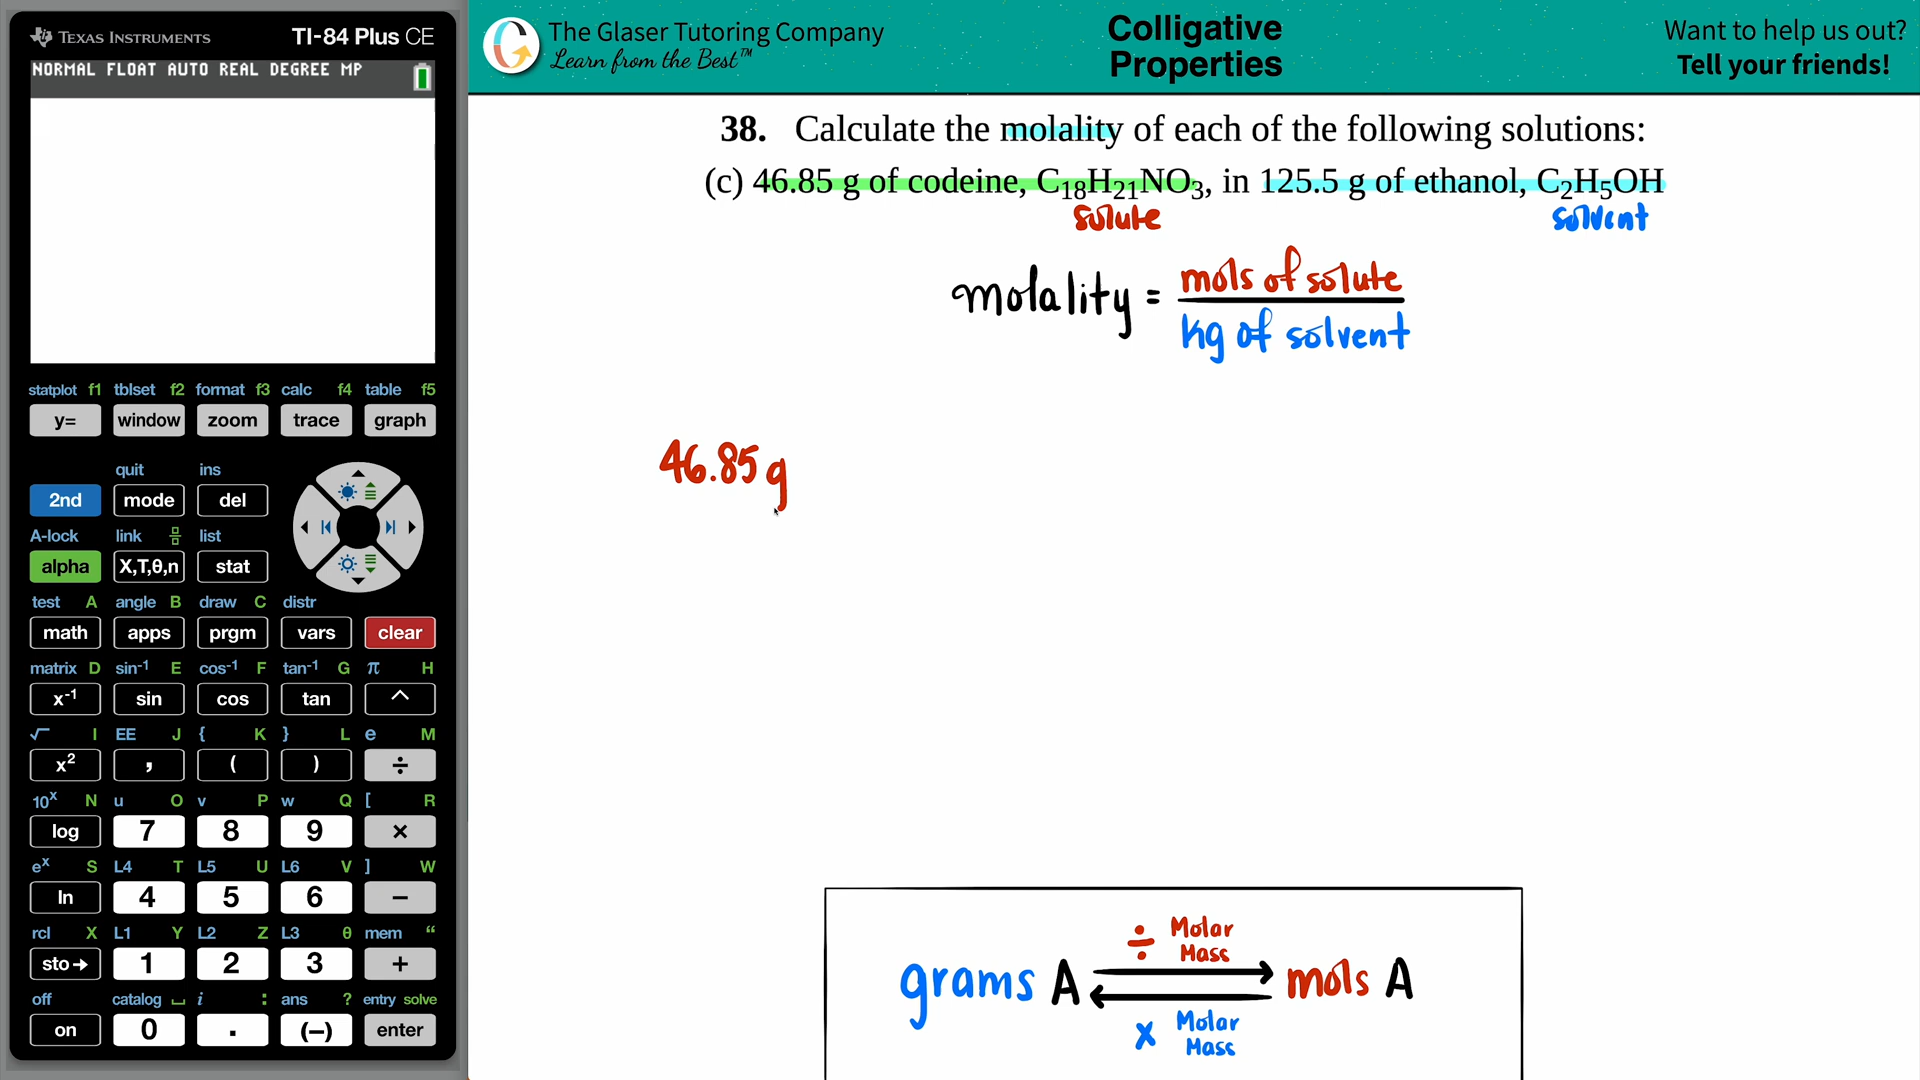 TEXAS INSTRUMENTS TI-84 Plus CE
NORMAL FLOAT AUTO REAL DEGREE MP
statplot f1 tblset f2 format f3 calc f4 table f5
y= window zoom trace graph
quit ins
2nd mode del
A-lock link list
alpha X,T,θ,n stat
test A angle B draw C distr
math apps prgm vars clear
matrix D sin⁻¹ E cos⁻¹ F tan⁻¹ G π H
x⁻¹ sin cos tan ^
√ I EE J { K } L e M
x² , ( ) ÷
10ˣ N u O v P w Q [ R
log 7 8 9 ×
eˣ S L4 T L5 U L6 V ] W
ln 4 5 6 −
rcl X L1 Y L2 Z L3 θ mem “
sto→ 1 2 3 +
off catalog ⎵ i : ans ? entry solve
on 0 . (−) enter
The Glaser Tutoring Company
Learn from the Best™
Colligative
Properties
Want to help us out?
Tell your friends!
38. Calculate the molality of each of the following solutions:
(c) 46.85 g of codeine, C₁₈H₂₁NO₃, in 125.5 g of ethanol, C₂H₅OH
solute solvent
molality = mols of solute
kg of solvent
46.85 g
÷ Molar
Mass
grams A mols A
x Molar
Mass